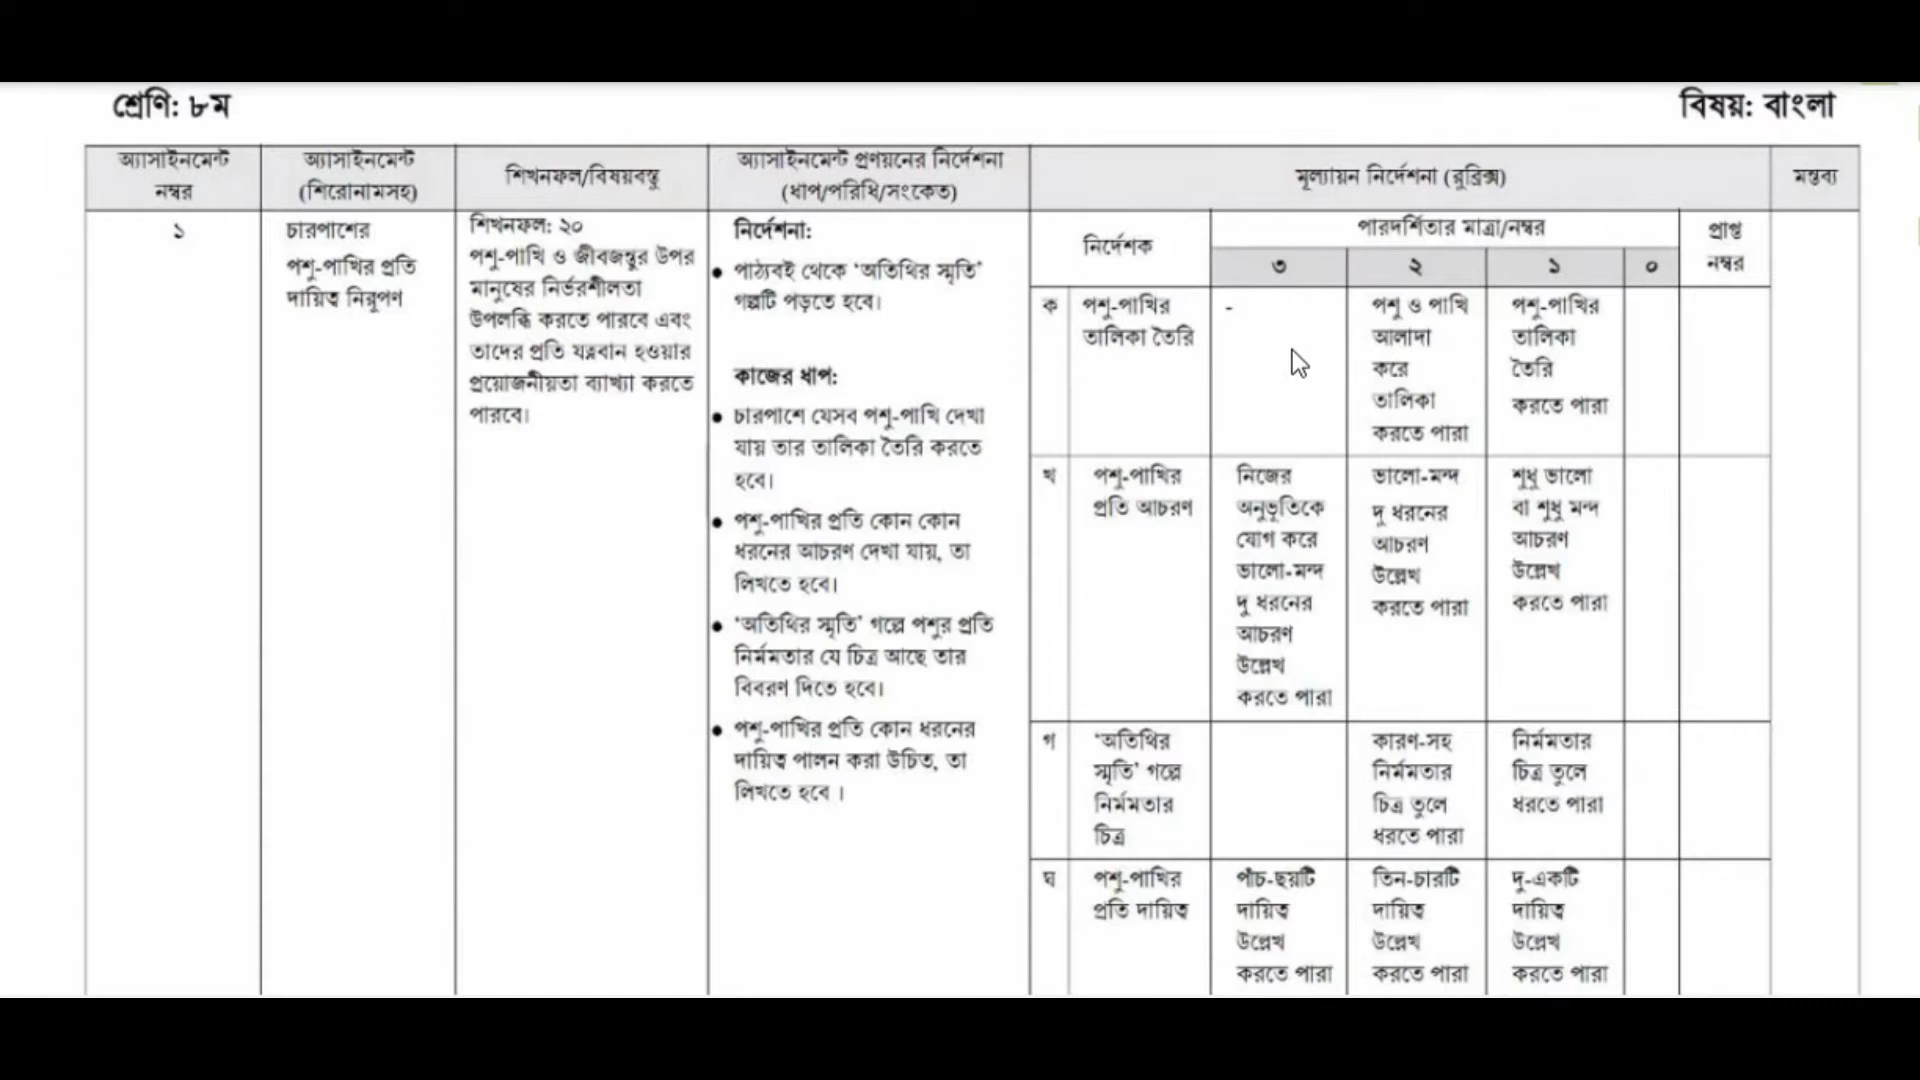 শ্রেণি: ৮ম
বিষয়: বাংলা
অ্যাসাইনমেন্ট
নম্বর
অ্যাসাইনমেন্ট
(শিরোনামসহ)
শিখনফল/বিষয়বস্তু
অ্যাসাইনমেন্ট প্রণয়নের নির্দেশনা
(ধাপ/পরিধি/সংকেত)
মূল্যায়ন নির্দেশনা (রুব্রিক্স)
মন্তব্য
১
চারপাশের
পশু-পাখির প্রতি
দায়িত্ব নিরূপণ
শিখনফল: ২০
পশু-পাখি ও জীবজন্তুর উপর
মানুষের নির্ভরশীলতা
উপলব্ধি করতে পারবে এবং
তাদের প্রতি যত্নবান হওয়ার
প্রয়োজনীয়তা ব্যাখ্যা করতে
পারবে।
নির্দেশনা:
● পাঠ্যবই থেকে ‘অতিথির স্মৃতি’
গল্পটি পড়তে হবে।
কাজের ধাপ:
● চারপাশে যেসব পশু-পাখি দেখা
যায় তার তালিকা তৈরি করতে
হবে।
● পশু-পাখির প্রতি কোন কোন
ধরনের আচরণ দেখা যায়, তা
লিখতে হবে।
● ‘অতিথির স্মৃতি’ গল্পে পশুর প্রতি
নির্মমতার যে চিত্র আছে তার
বিবরণ দিতে হবে।
● পশু-পাখির প্রতি কোন ধরনের
দায়িত্ব পালন করা উচিত, তা
লিখতে হবে ।
নির্দেশক
পারদর্শিতার মাত্রা/নম্বর
প্রাপ্ত
নম্বর
৩
২
১
০
ক
পশু-পাখির
তালিকা তৈরি
-
পশু ও পাখি
আলাদা
করে
তালিকা
করতে পারা
পশু-পাখির
তালিকা
তৈরি
করতে পারা
খ
পশু-পাখির
প্রতি আচরণ
নিজের
অনুভূতিকে
যোগ করে
ভালো-মন্দ
দু ধরনের
আচরণ
উল্লেখ
করতে পারা
ভালো-মন্দ
দু ধরনের
আচরণ
উল্লেখ
করতে পারা
শুধু ভালো
বা শুধু মন্দ
আচরণ
উল্লেখ
করতে পারা
গ
‘অতিথির
স্মৃতি’ গল্পে
নির্মমতার
চিত্র
কারণ-সহ
নির্মমতার
চিত্র তুলে
ধরতে পারা
নির্মমতার
চিত্র তুলে
ধরতে পারা
ঘ
পশু-পাখির
প্রতি দায়িত্ব
পাঁচ-ছয়টি
দায়িত্ব
উল্লেখ
করতে পারা
তিন-চারটি
দায়িত্ব
উল্লেখ
করতে পারা
দু-একটি
দায়িত্ব
উল্লেখ
করতে পারা